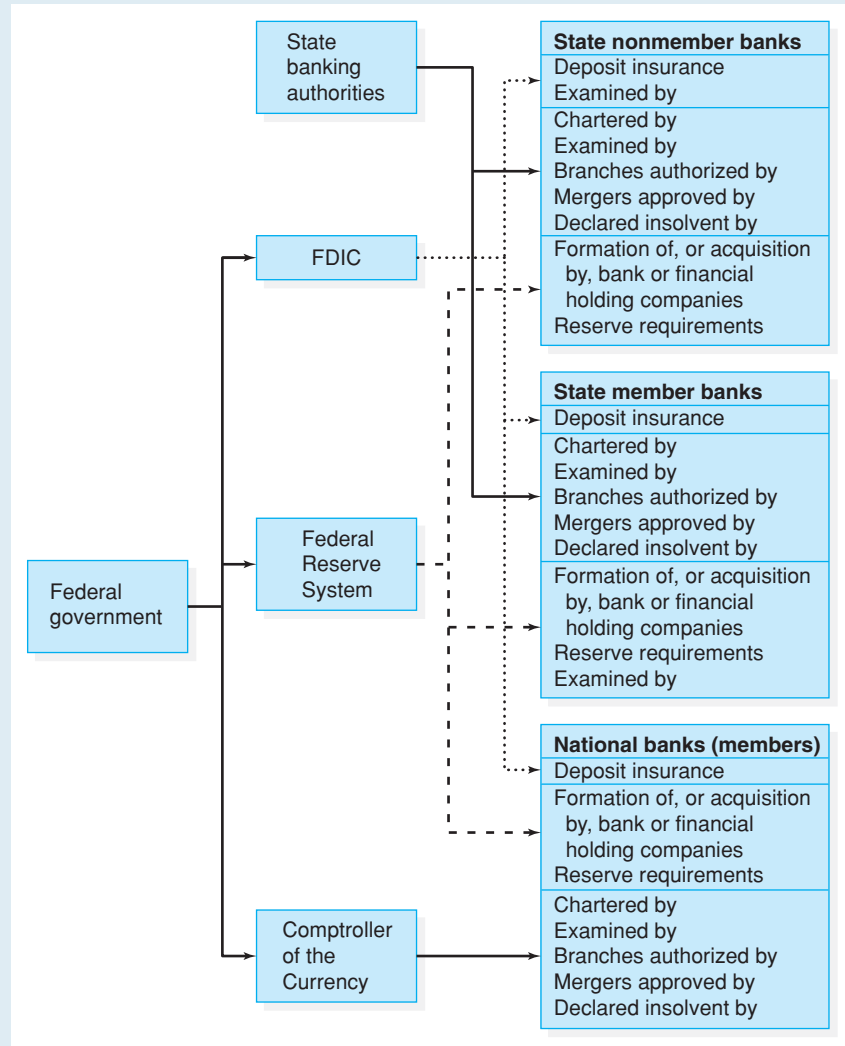 State
banking
authorities
FDIC
Federal
Reserve
System
Federal
government
Comptroller
of the
Currency
State nonmember banks
Deposit insurance
Examined by
Chartered by
Examined by
Branches authorized by
Mergers approved by
Declared insolvent by
Formation of, or acquisition
by, bank or financial
holding companies
Reserve requirements
State member banks
Deposit insurance
Chartered by
Examined by
Branches authorized by
Mergers approved by
Declared insolvent by
Formation of, or acquisition
by, bank or financial
holding companies
Reserve requirements
Examined by
National banks (members)
Deposit insurance
Formation of, or acquisition
by, bank or financial
holding companies
Reserve requirements
Chartered by
Examined by
Branches authorized by
Mergers approved by
Declared insolvent by